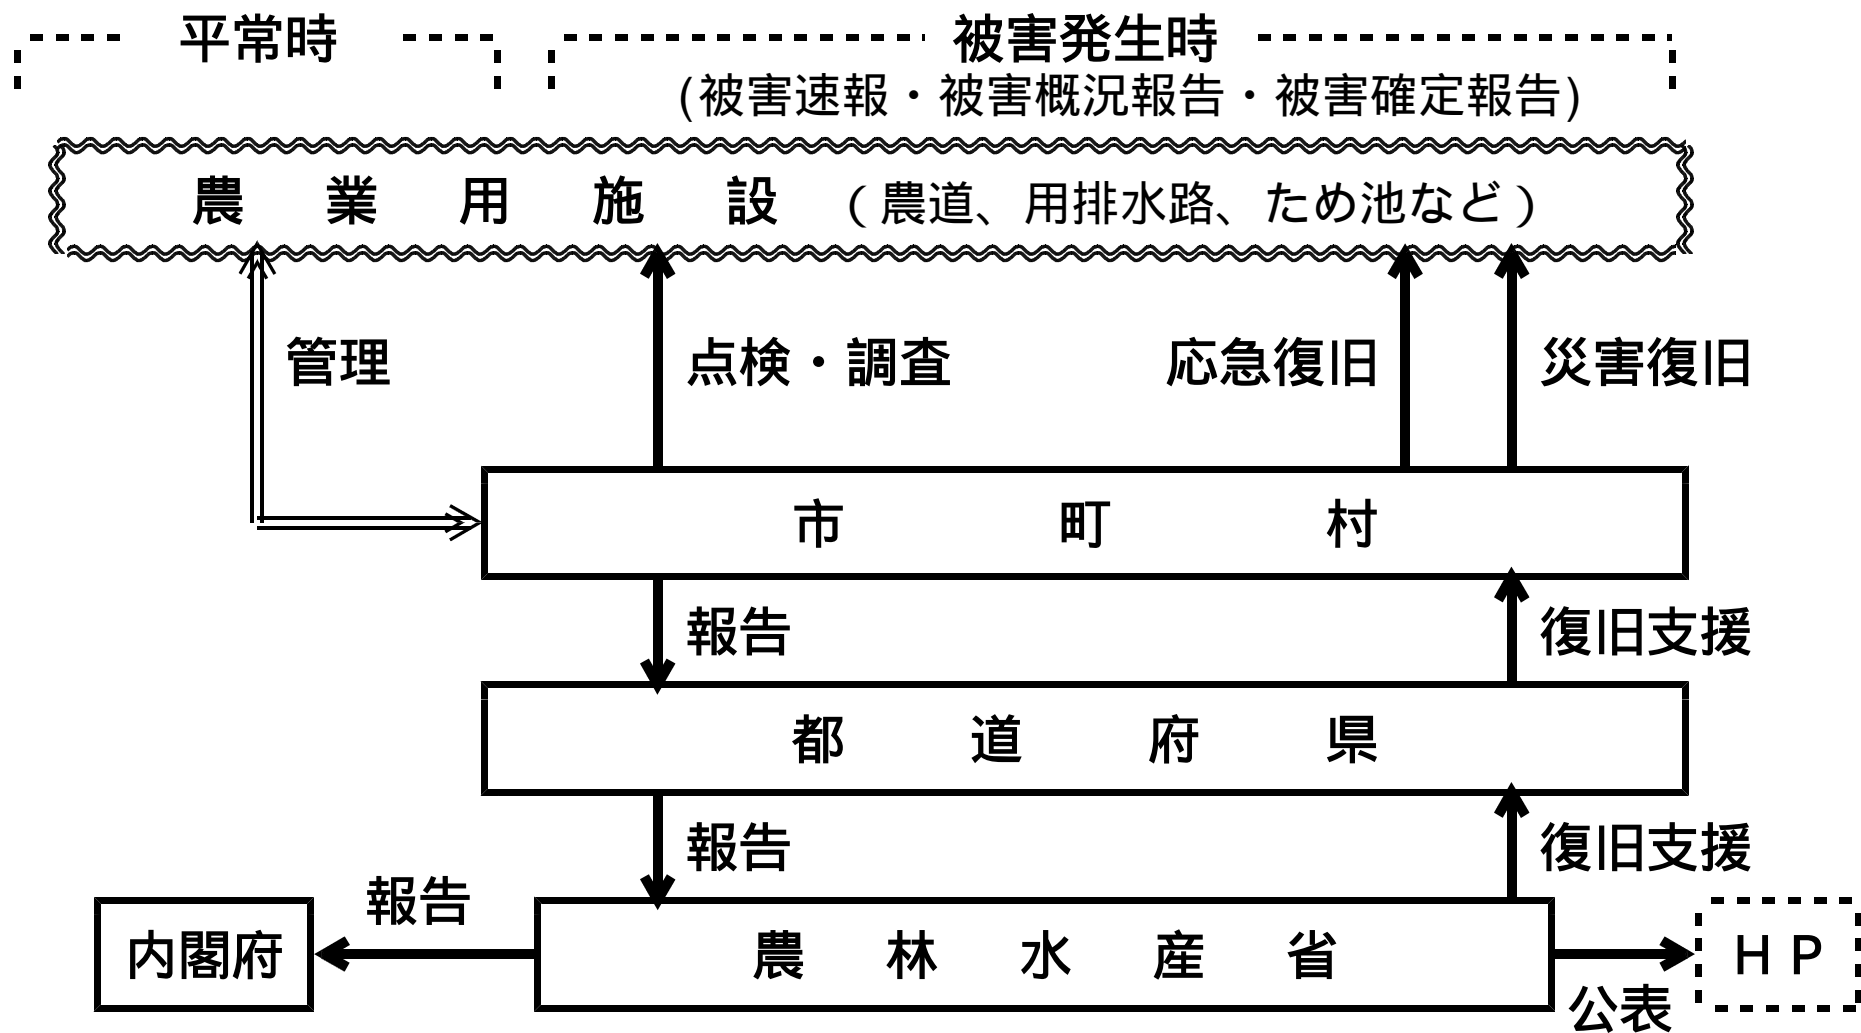 平常時 被害発生時
(被害速報・被害概況報告・被害確定報告)
農業用施設（農道、用排水路、ため池など）
管理 点検・調査 応急復旧 災害復旧
市町村
報告 復旧支援
都道府県
報告 復旧支援
報告
内閣府 農林水産省 ＨＰ
公表